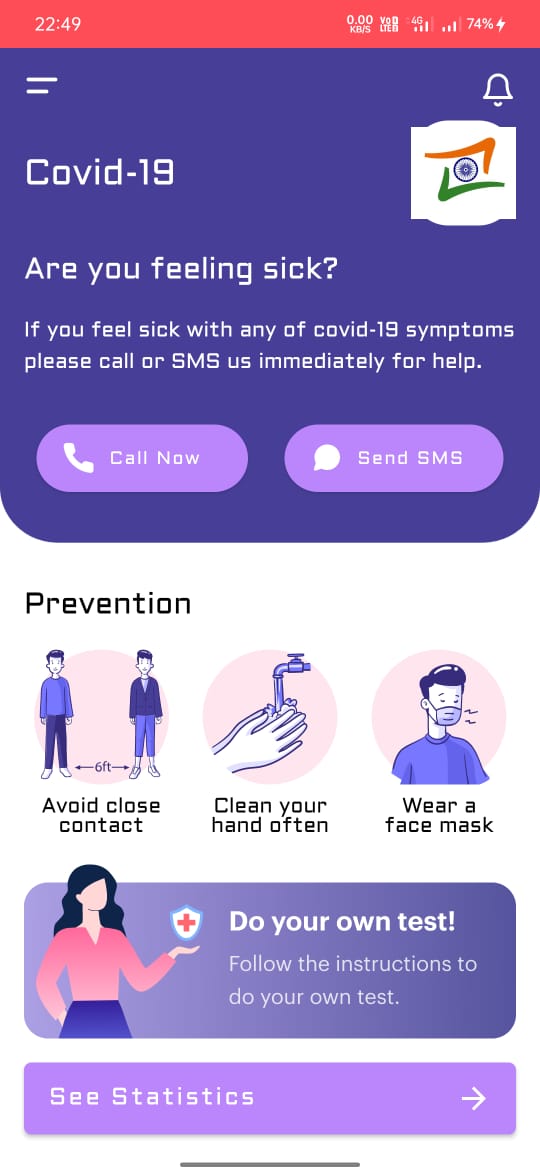 22:49
0.00 KB/S
Vo LTE
4G
74%
Covid-19
Are you feeling sick?
If you feel sick with any of covid-19 symptoms
please call or SMS us immediately for help.
Call Now
Send SMS
Prevention
6ft
Avoid close
contact
Clean your
hand often
Wear a
face mask
Do your own test!
Follow the instructions to
do your own test.
See Statistics